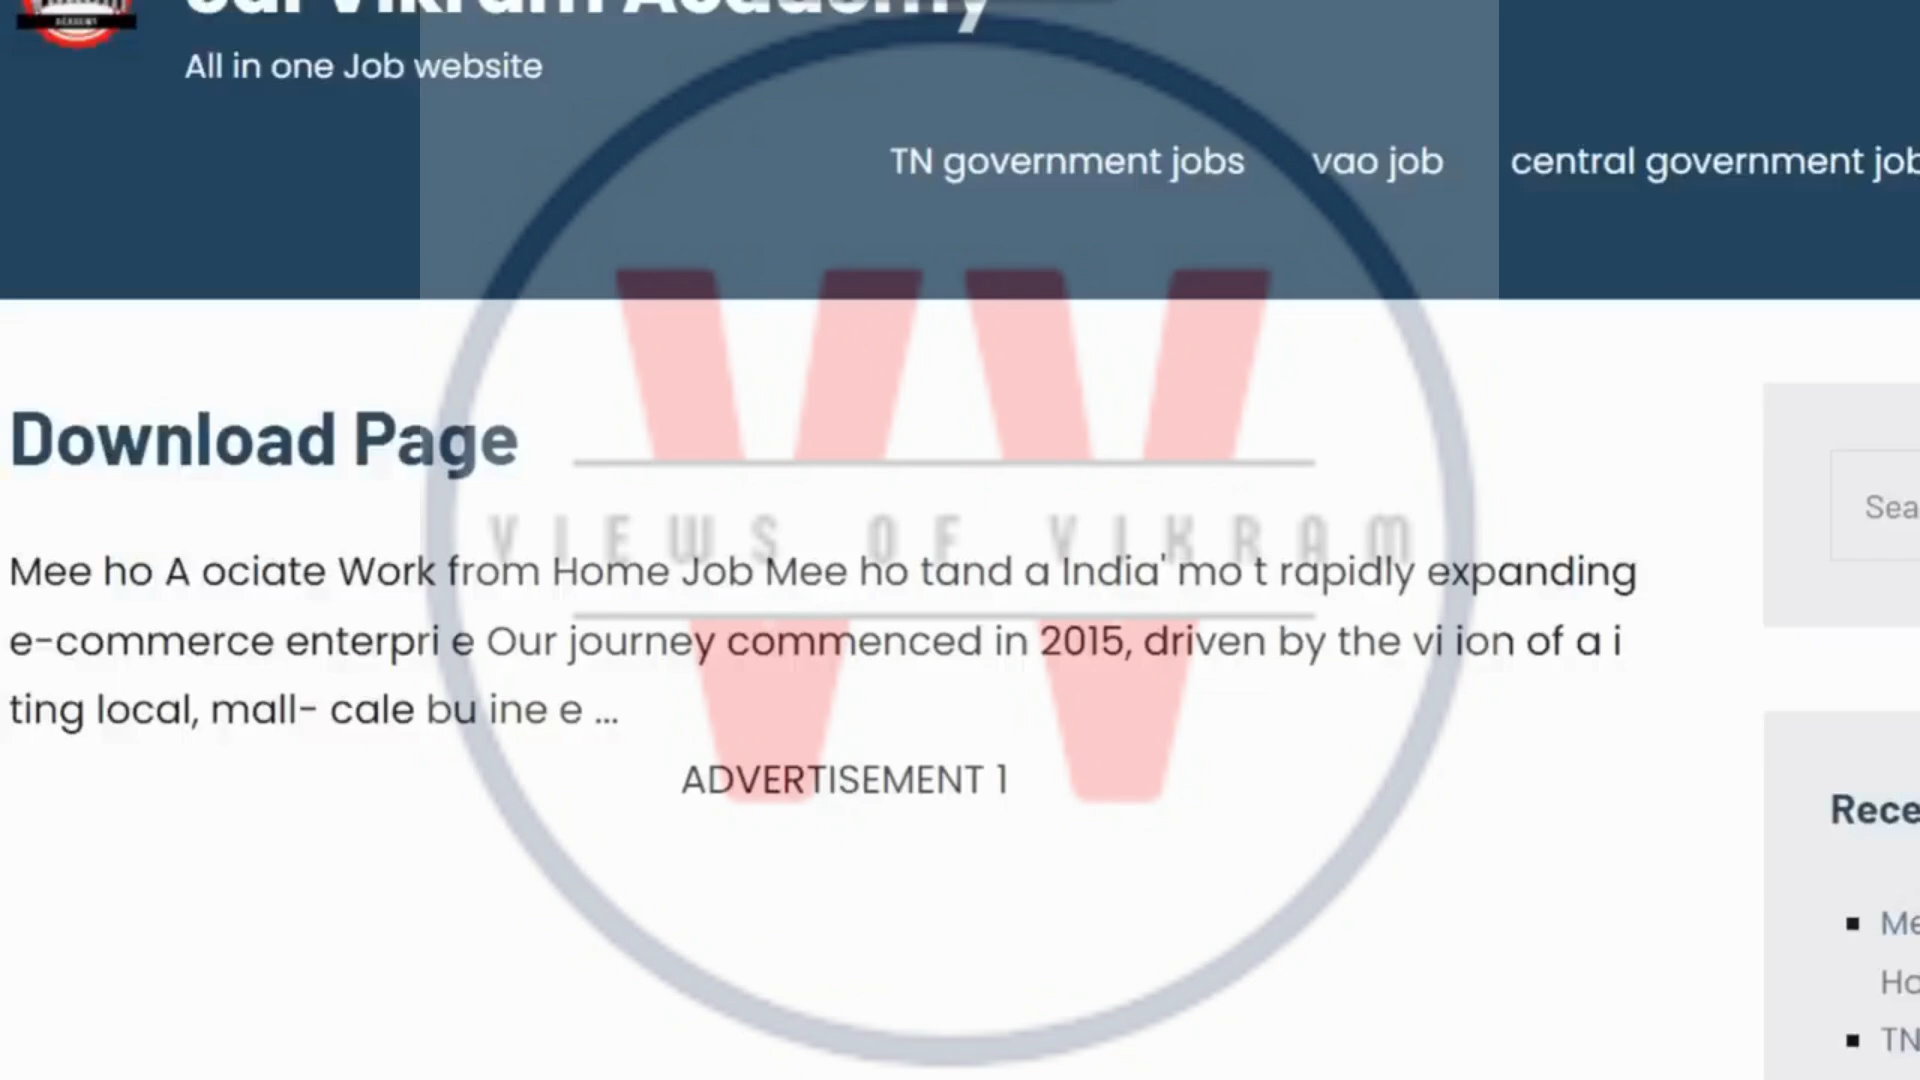 Vikram Academy
ACADEMY
All in one Job website
TN government jobs vao job central government job
Download Page
VIEWS OF VIKRAM
Mee ho A ociate Work from Home Job Mee ho tand a India' mo t rapidly expanding
e-commerce enterpri e Our journey commenced in 2015, driven by the vi ion of a i
ting local, mall- cale bu ine e ...
ADVERTISEMENT 1
Sea
Rece
Me
Ho
TN